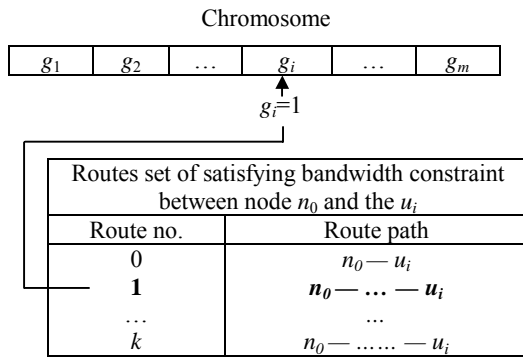 Chromosome
g1 g2 … gi … gm
gi=1
Routes set of satisfying bandwidth constraint
between node n0 and the ui
Route no. Route path
0 n0 — ui
1 n0 — … — ui
… ...
k n0 — … … — ui